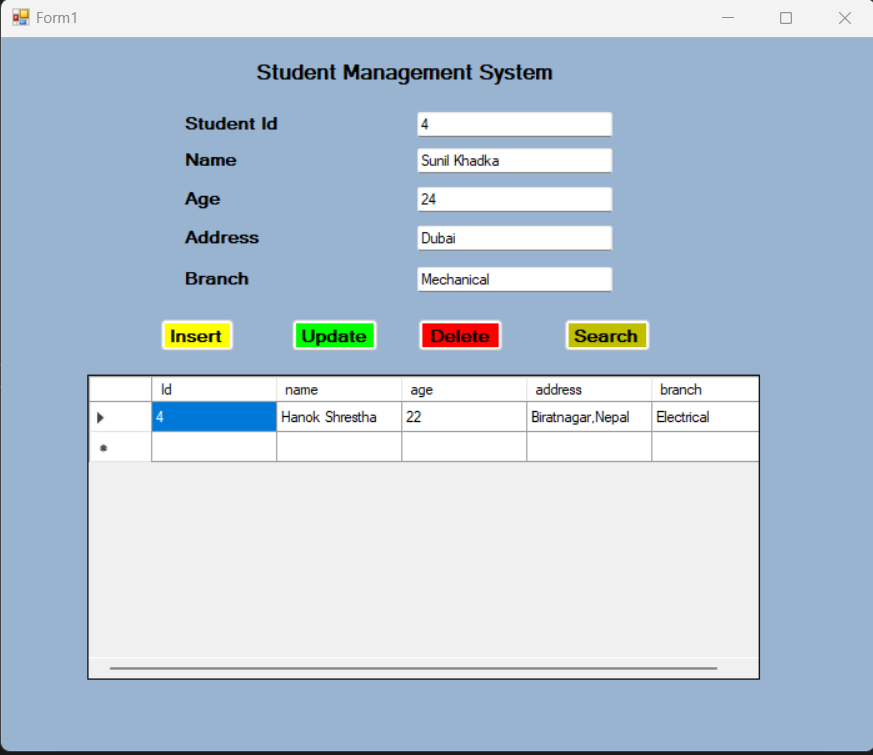 Form1
Student Management System
Student Id 4
Name Sunil Khadka
Age 24
Address Dubai
Branch Mechanical
Insert Update Delete Search
Id name age address branch
4 Hanok Shrestha 22 Biratnagar,Nepal Electrical